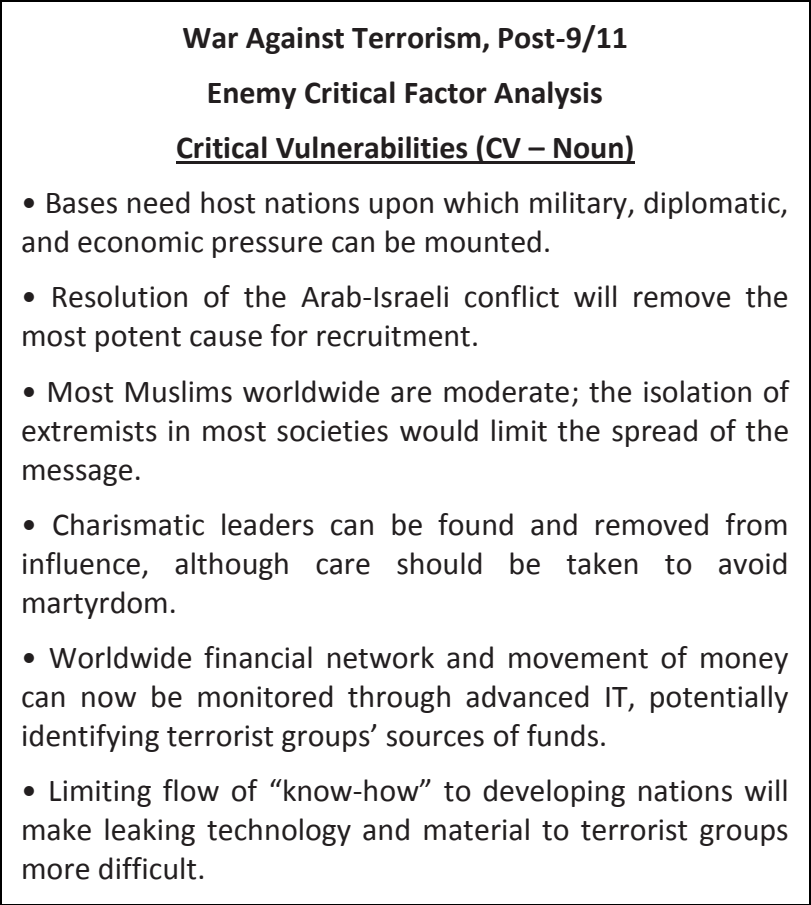 War Against Terrorism, Post-9/11
Enemy Critical Factor Analysis
Critical Vulnerabilities (CV – Noun)
• Bases need host nations upon which military, diplomatic,
and economic pressure can be mounted.
• Resolution of the Arab-Israeli conflict will remove the
most potent cause for recruitment.
• Most Muslims worldwide are moderate; the isolation of
extremists in most societies would limit the spread of the
message.
• Charismatic leaders can be found and removed from
influence, although care should be taken to avoid
martyrdom.
• Worldwide financial network and movement of money
can now be monitored through advanced IT, potentially
identifying terrorist groups’ sources of funds.
• Limiting flow of “know-how” to developing nations will
make leaking technology and material to terrorist groups
more difficult.